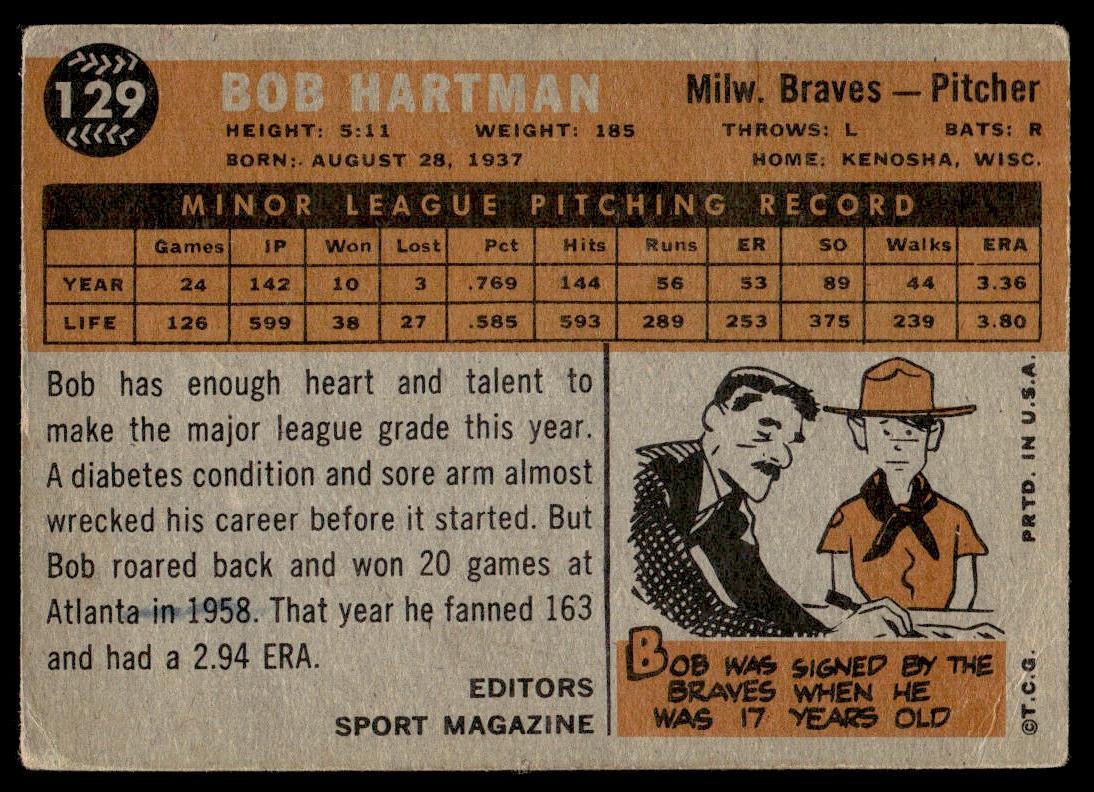 129
BOB HARTMAN
Milw. Braves — Pitcher
HEIGHT: 5:11 WEIGHT: 185 THROWS: L BATS: R
BORN: AUGUST 28, 1937 HOME: KENOSHA, WISC.
MINOR LEAGUE PITCHING RECORD
Games IP Won Lost Pct Hits Runs ER SO Walks ERA
YEAR 24 142 10 3 .769 144 56 53 89 44 3.36
LIFE 126 599 38 27 .585 593 289 253 375 239 3.80
Bob has enough heart and talent to
make the major league grade this year.
A diabetes condition and sore arm almost
wrecked his career before it started. But
Bob roared back and won 20 games at
Atlanta in 1958. That year he fanned 163
and had a 2.94 ERA.
EDITORS
SPORT MAGAZINE
BOB WAS SIGNED BY THE
BRAVES WHEN HE
WAS 17 YEARS OLD
©T.C.G. PRTD. IN U.S.A.